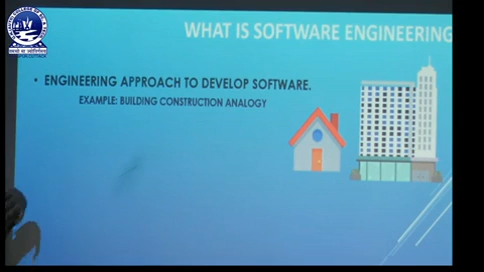 WHAT IS SOFTWARE ENGINEERING
• ENGINEERING APPROACH TO DEVELOP SOFTWARE.
EXAMPLE: BUILDING CONSTRUCTION ANALOGY